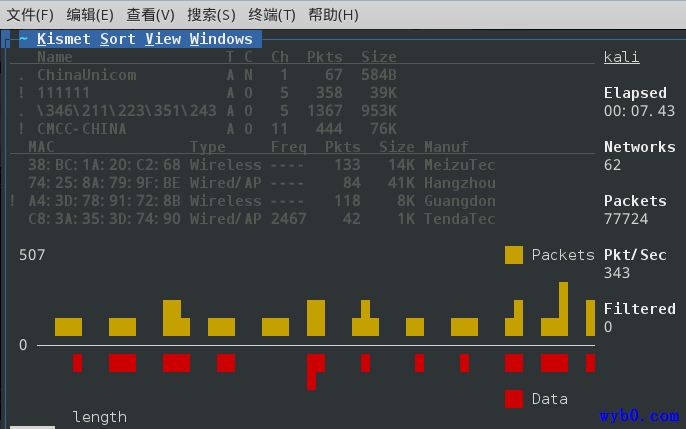 文件(F) 编辑(E) 查看(V) 搜索(S) 终端(T) 帮助(H)
~ Kismet Sort View Windows
Name T C Ch Pkts Size
. ChinaUnicom A N 1 67 584B
! 111111 A O 5 358 39K
. \346\211\223\351\243 A O 5 1367 953K
! CMCC-CHINA A O 11 444 76K
MAC Type Freq Pkts Size Manuf
38:BC:1A:20:C2:68 Wireless ---- 133 14K MeizuTec
74:25:8A:79:9F:BE Wired/AP ---- 84 41K Hangzhou
! A4:3D:78:91:72:8B Wireless ---- 118 8K Guangdon
C8:3A:35:3D:74:90 Wired/AP 2467 42 1K TendaTec
507
Packets
0
Data
length
kali
Elapsed
00:07.43
Networks
62
Packets
77724
Pkt/Sec
343
Filtered
0
wyb0.com